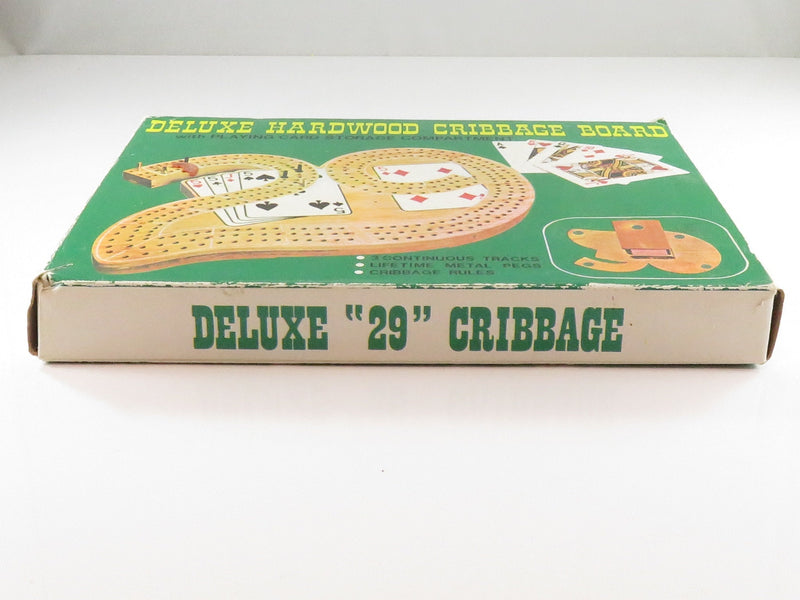 DELUXE HARDWOOD CRIBBAGE BOARD
with PLAYING CARD STORAGE COMPARTMENT
3 CONTINUOUS TRACKS
LIFETIME METAL PEGS
CRIBBAGE RULES
DELUXE "29" CRIBBAGE